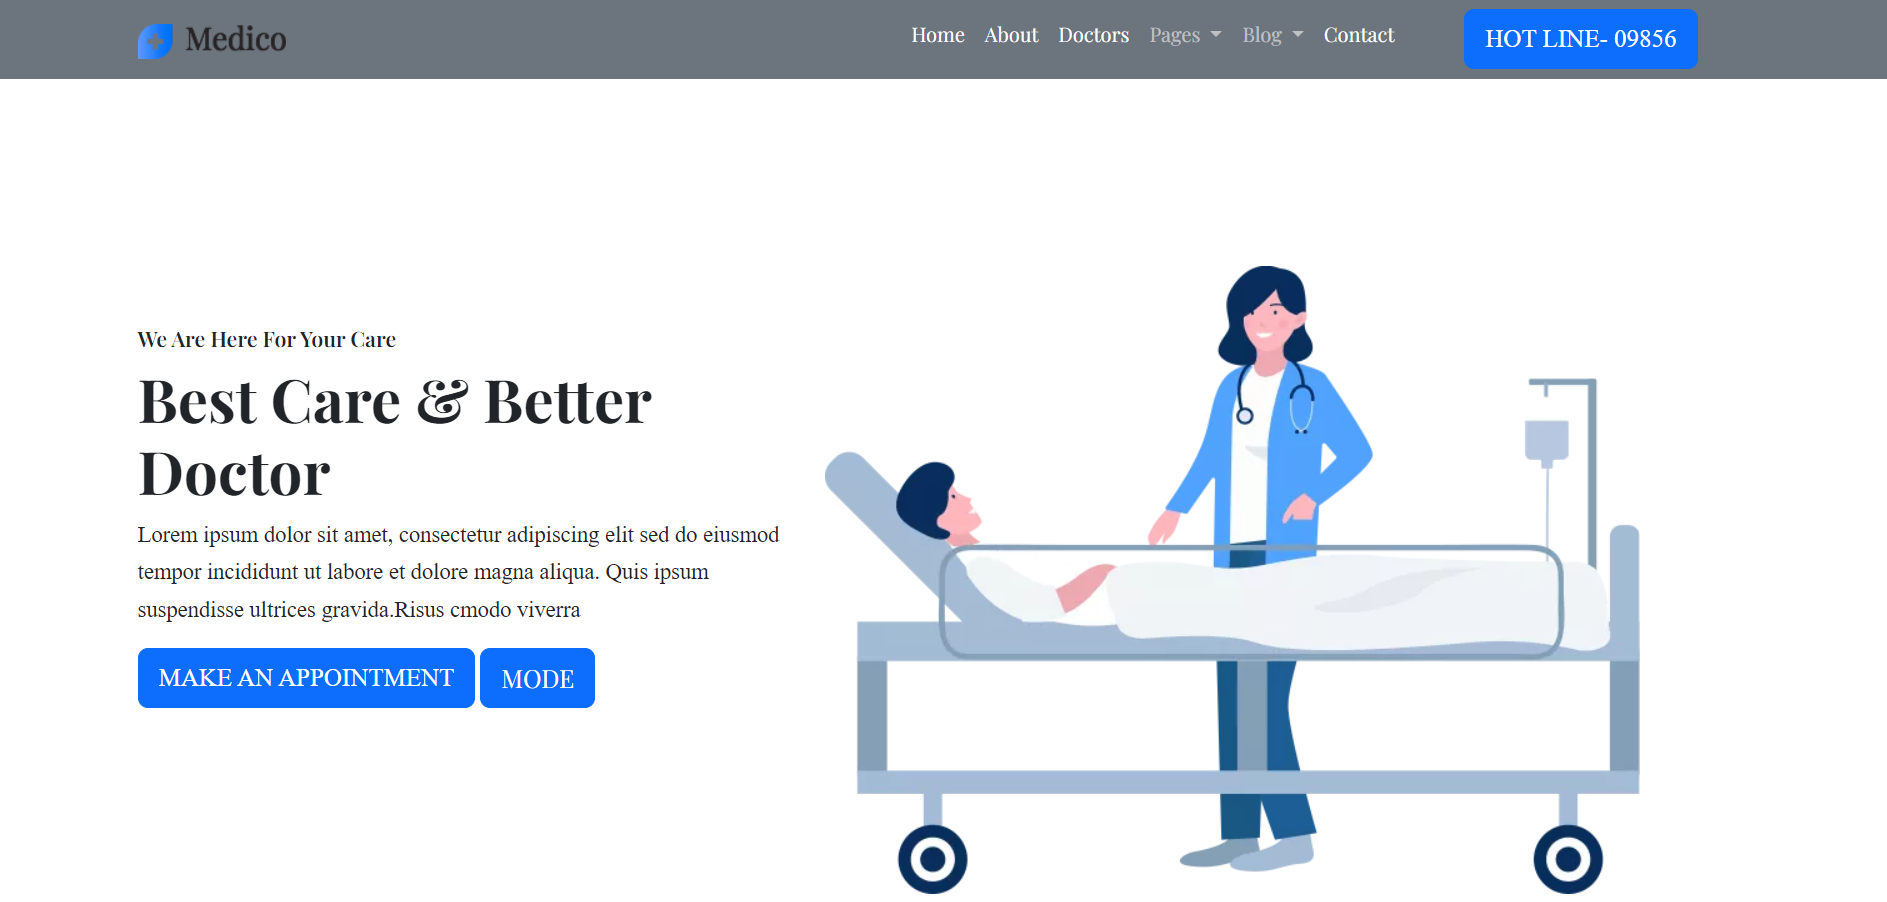 Medico
Home About Doctors Pages Blog Contact HOT LINE- 09856
We Are Here For Your Care
Best Care & Better
Doctor
Lorem ipsum dolor sit amet, consectetur adipiscing elit sed do eiusmod
tempor incididunt ut labore et dolore magna aliqua. Quis ipsum
suspendisse ultrices gravida.Risus cmodo viverra
MAKE AN APPOINTMENT MODE